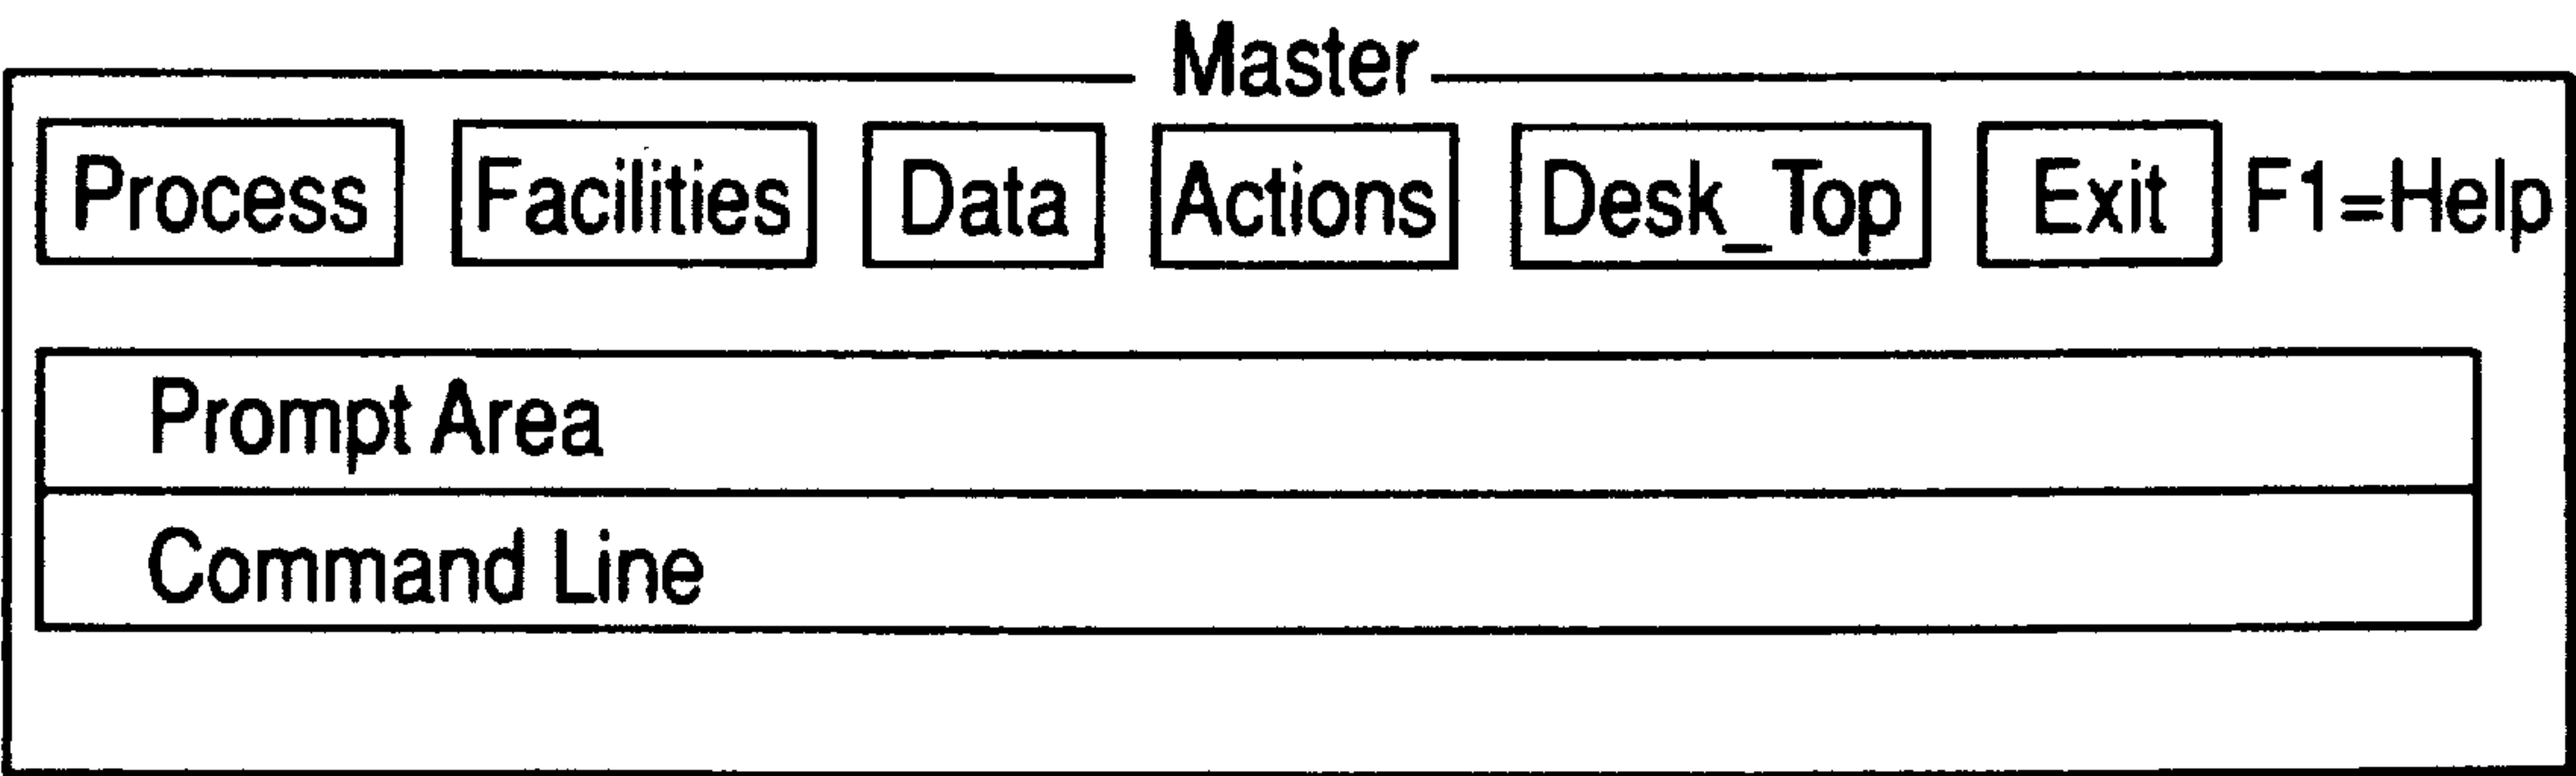 Master
Process Facilities Data Actions Desk_Top Exit F1=Help
Prompt Area
Command Line